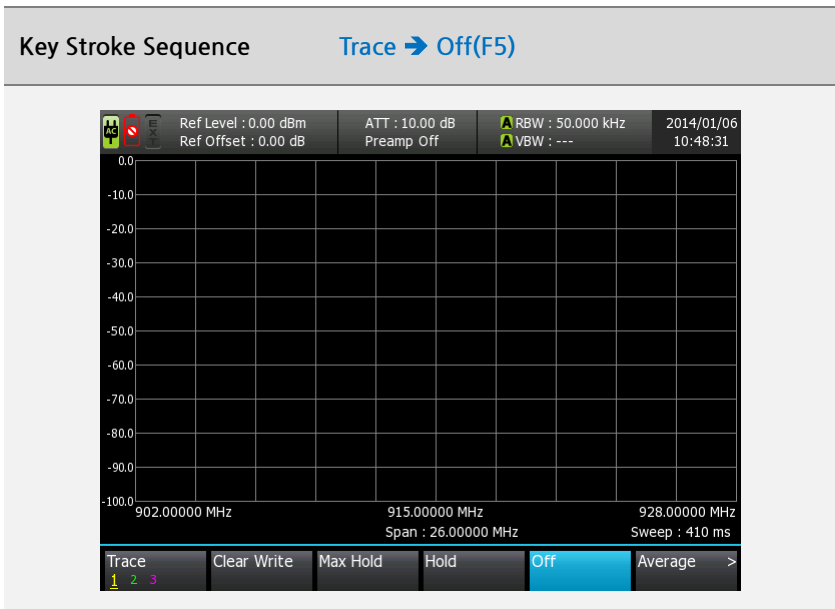 Key Stroke Sequence Trace ➔ Off(F5)
AC EXT Ref Level : 0.00 dBm ATT : 10.00 dB A RBW : 50.000 kHz 2014/01/06
Ref Offset : 0.00 dB Preamp Off A VBW : --- 10:48:31
0.0
-10.0
-20.0
-30.0
-40.0
-50.0
-60.0
-70.0
-80.0
-90.0
-100.0
902.00000 MHz 915.00000 MHz 928.00000 MHz
Span : 26.00000 MHz Sweep : 410 ms
Trace Clear Write Max Hold Hold Off Average >
1 2 3